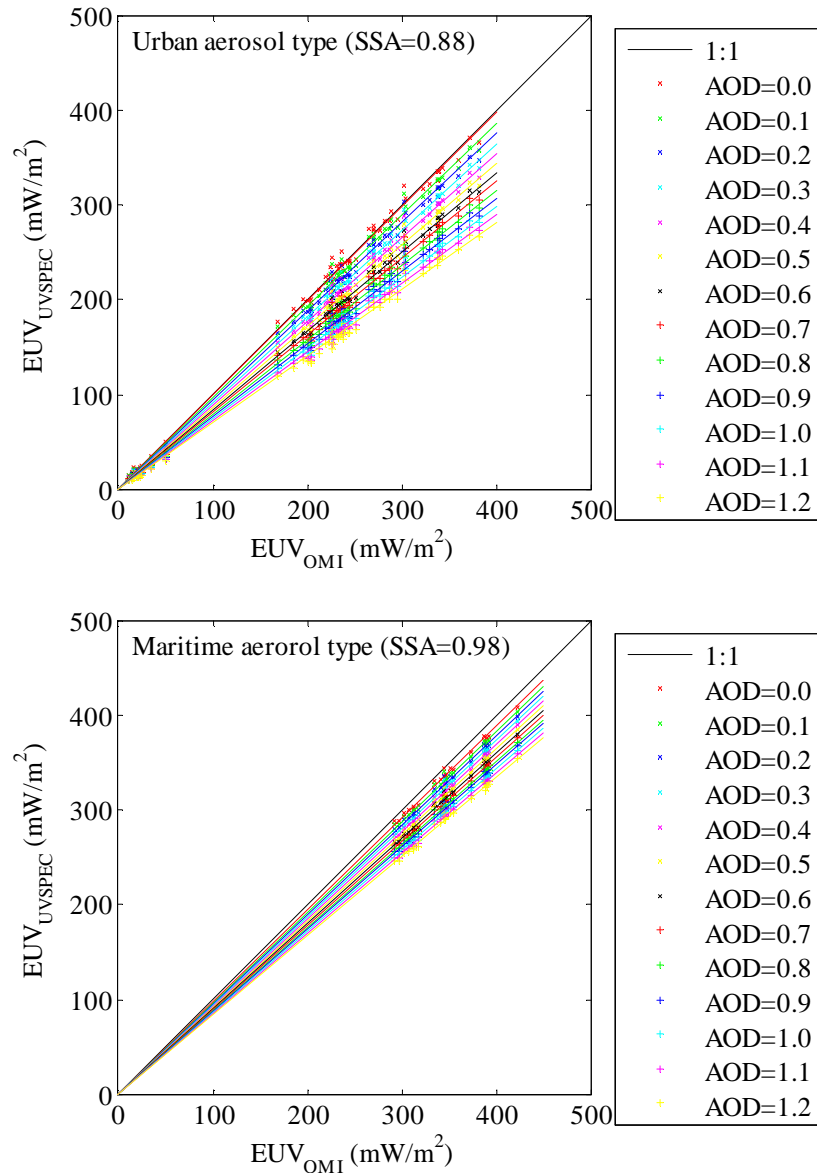 500
400
300
200
100
0
EUV_UVSPEC (mW/m²)
Urban aerosol type (SSA=0.88)
0 100 200 300 400 500
EUV_OMI (mW/m²)
1:1
AOD=0.0
AOD=0.1
AOD=0.2
AOD=0.3
AOD=0.4
AOD=0.5
AOD=0.6
AOD=0.7
AOD=0.8
AOD=0.9
AOD=1.0
AOD=1.1
AOD=1.2
500
400
300
200
100
0
EUV_UVSPEC (mW/m²)
Maritime aerorol type (SSA=0.98)
0 100 200 300 400 500
EUV_OMI (mW/m²)
1:1
AOD=0.0
AOD=0.1
AOD=0.2
AOD=0.3
AOD=0.4
AOD=0.5
AOD=0.6
AOD=0.7
AOD=0.8
AOD=0.9
AOD=1.0
AOD=1.1
AOD=1.2